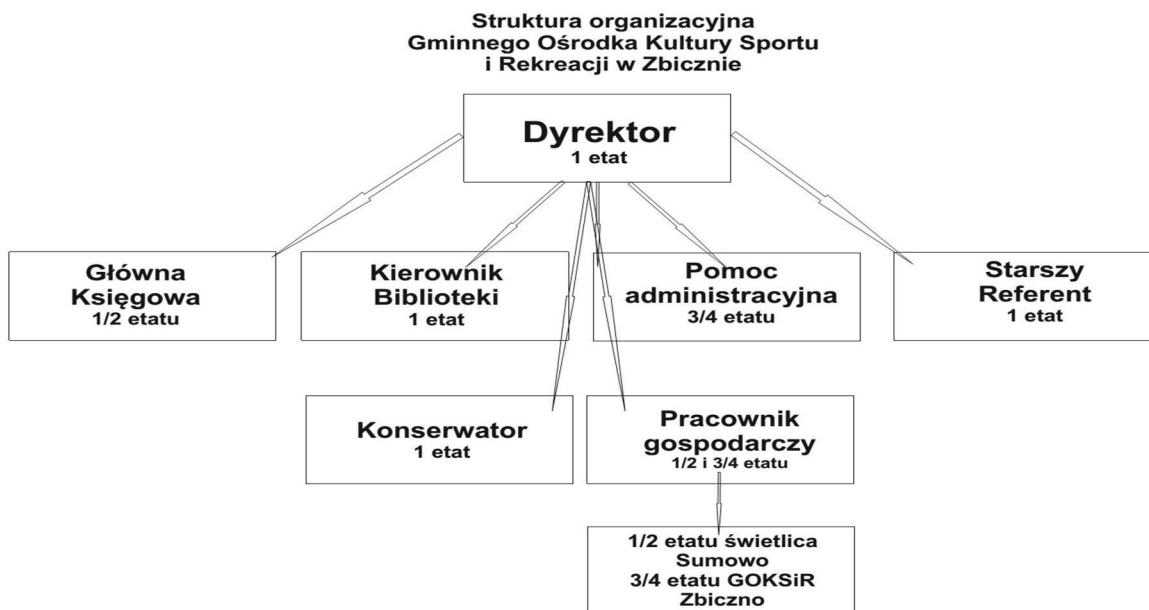 Struktura organizacyjna
Gminnego Ośrodka Kultury Sportu
i Rekreacji w Zbicznie
Dyrektor
1 etat
Główna
Księgowa
1/2 etatu
Kierownik
Biblioteki
1 etat
Pomoc
administracyjna
3/4 etatu
Starszy
Referent
1 etat
Konserwator
1 etat
Pracownik
gospodarczy
1/2 i 3/4 etatu
1/2 etatu świetlica
Sumowo
3/4 etatu GOKSiR
Zbiczno